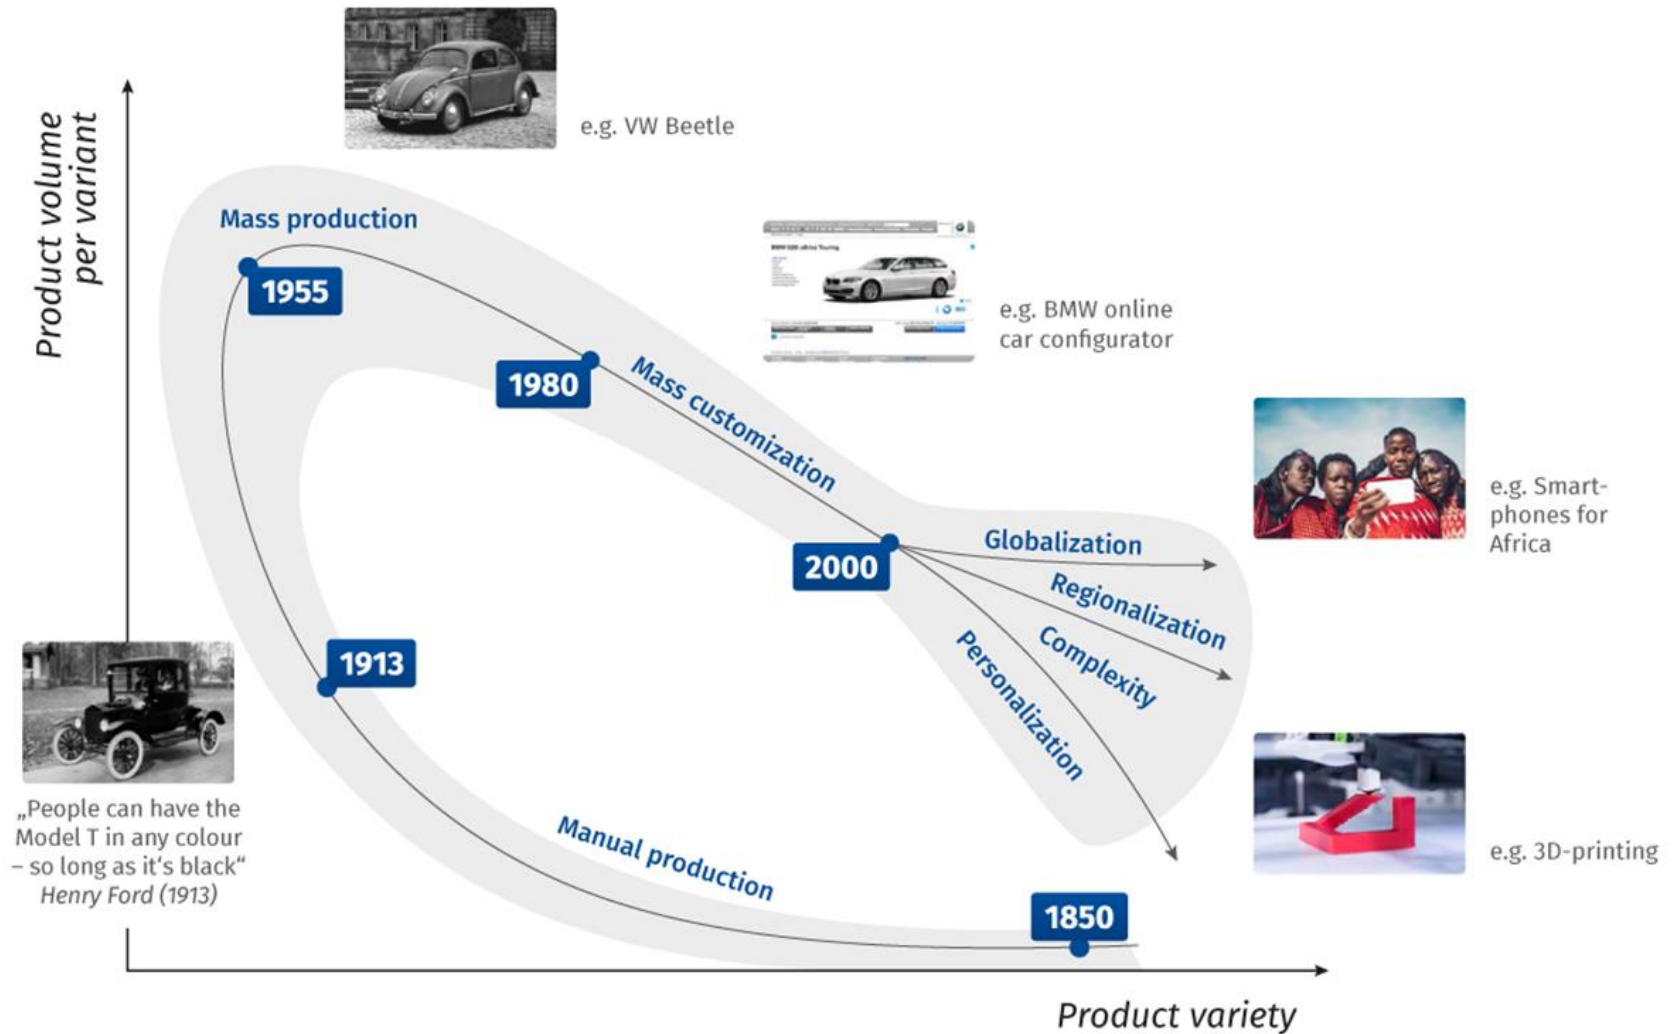 Product volume
per variant
e.g. VW Beetle
Mass production
1955
1980
Mass customization
e.g. BMW online
car configurator
2000
Globalization
Regionalization
Complexity
Personalization
e.g. Smart-
phones for
Africa
1913
„People can have the
Model T in any colour
– so long as it‘s black“
Henry Ford (1913)
Manual production
1850
e.g. 3D-printing
Product variety